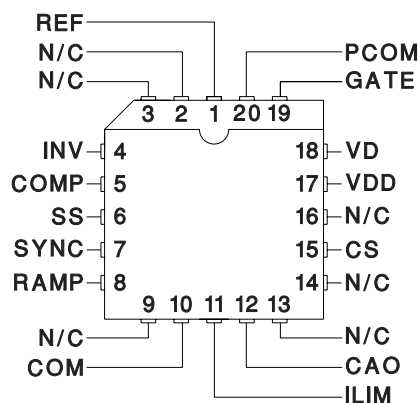 REF
N/C
N/C
PCOM
GATE
3 2 1 20 19
INV 4 18 VD
COMP 5 17 VDD
SS 6 16 N/C
SYNC 7 15 CS
RAMP 8 14 N/C
9 10 11 12 13
N/C N/C
COM CAO
ILIM